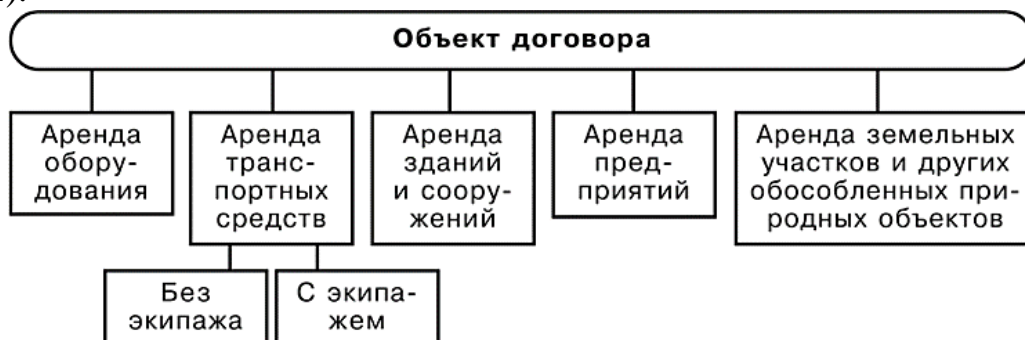 Объект договора
Аренда
обору-
дования
Аренда
транс-
портных
средств
Аренда
зданий
и соору-
жений
Аренда
пред-
приятий
Аренда земельных
участков и других
обособленных при-
родных объектов
Без
экипажа
С экипа-
жем